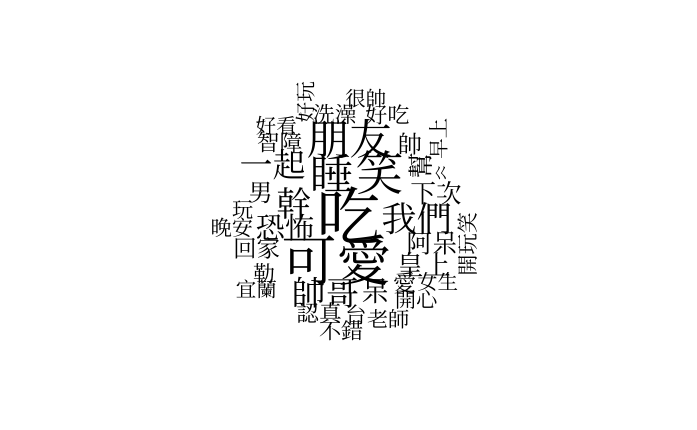 好玩
很帥
洗澡
好吃
好看
朋友
帥
早上
智障
一起
睡
笑
幫
男
幹
吃
我們
下次
玩
晚安
恐怖
回家
可愛
阿呆
開玩笑
勒
皇上
宜蘭
帥哥
呆
愛
女生
開心
認真
台
老師
不錯